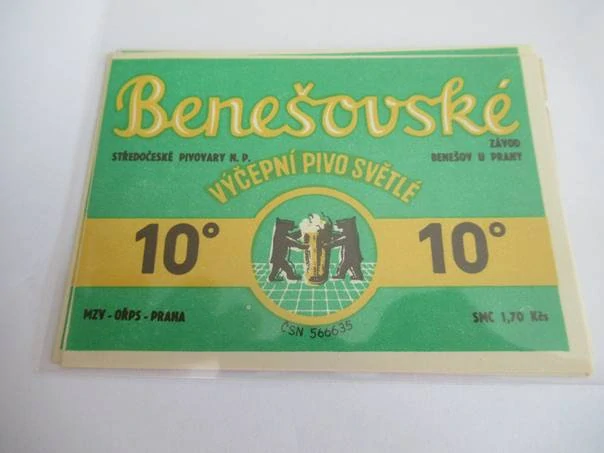 Benešovské
STŘEDOČESKÉ PIVOVARY N. P.
ZÁVOD
BENEŠOV U PRAHY
VÝČEPNÍ PIVO SVĚTLÉ
10° 10°
MZV - OŘPS - PRAHA
SMC 1,70 Kčs
ČSN 566635